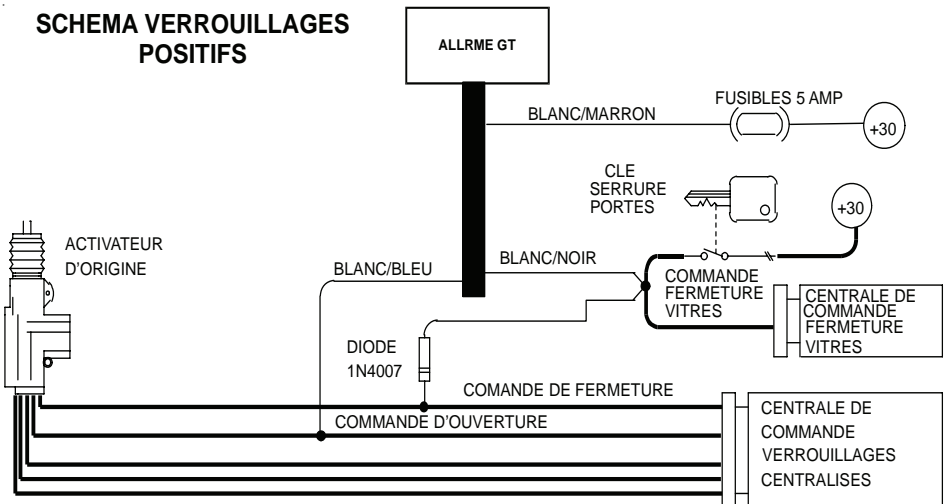 SCHEMA VERROUILLAGES
POSITIFS
ALLRME GT
BLANC/MARRON
FUSIBLES 5 AMP
+30
CLE
SERRURE
PORTES
+30
ACTIVATEUR
D'ORIGINE
BLANC/BLEU
BLANC/NOIR
COMMANDE
FERMETURE
VITRES
CENTRALE DE
COMMANDE
FERMETURE
VITRES
DIODE
1N4007
COMANDE DE FERMETURE
COMMANDE D'OUVERTURE
CENTRALE DE
COMMANDE
VERROUILLAGES
CENTRALISES